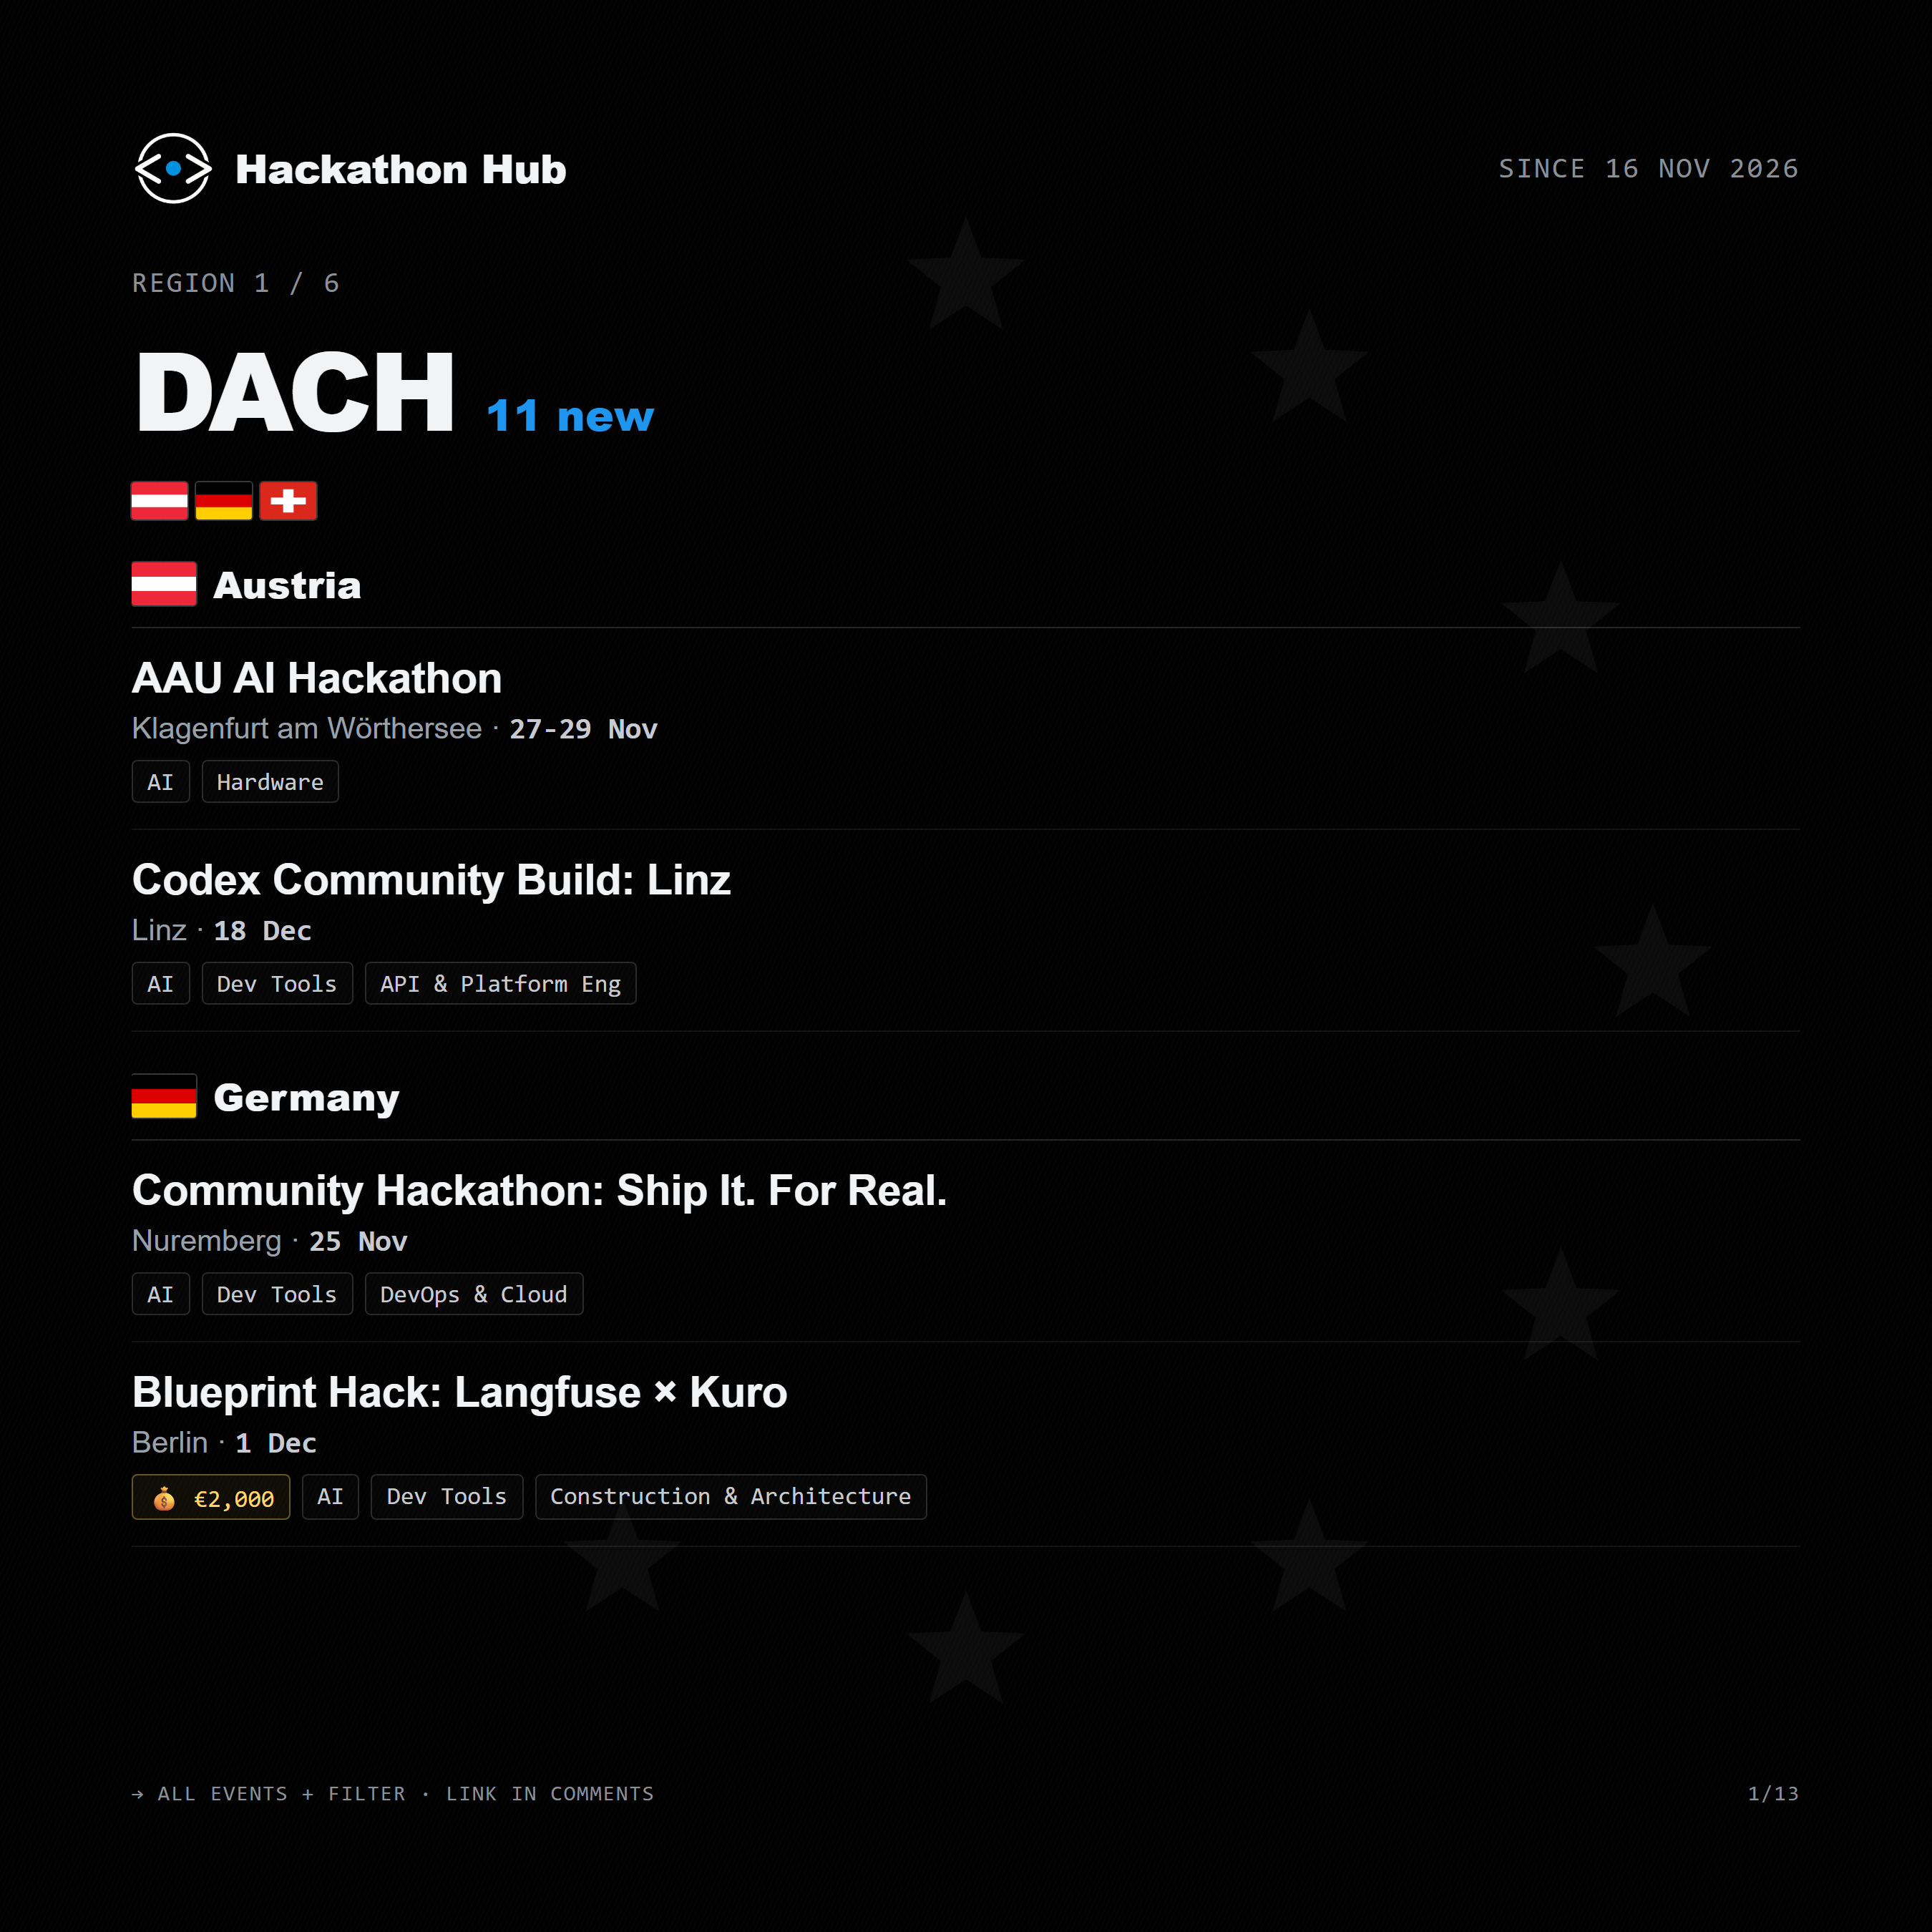 Hackathon Hub
SINCE 16 NOV 2026
REGION 1 / 6
DACH 11 new
Austria
AAU AI Hackathon
Klagenfurt am Wörthersee · 27-29 Nov
AI Hardware
Codex Community Build: Linz
Linz · 18 Dec
AI Dev Tools API & Platform Eng
Germany
Community Hackathon: Ship It. For Real.
Nuremberg · 25 Nov
AI Dev Tools DevOps & Cloud
Blueprint Hack: Langfuse × Kuro
Berlin · 1 Dec
💰 €2,000 AI Dev Tools Construction & Architecture
→ ALL EVENTS + FILTER · LINK IN COMMENTS
1/13